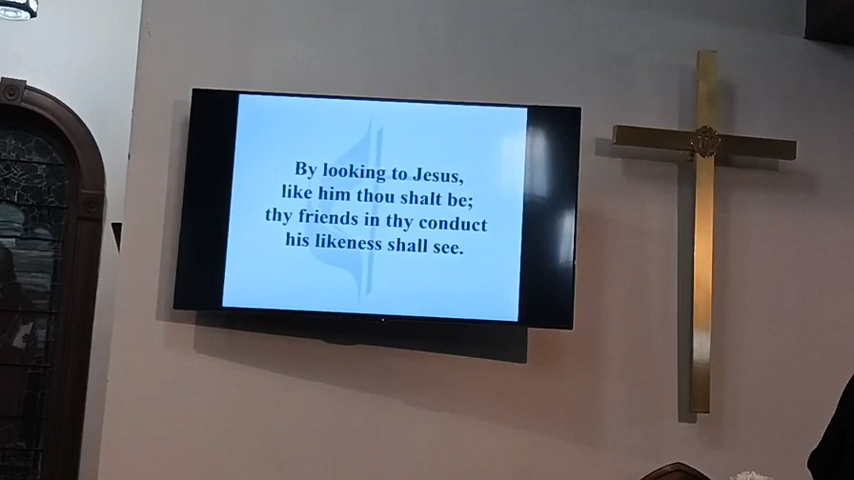 By looking to Jesus,
like him thou shalt be;
thy friends in thy conduct
his likeness shall see.